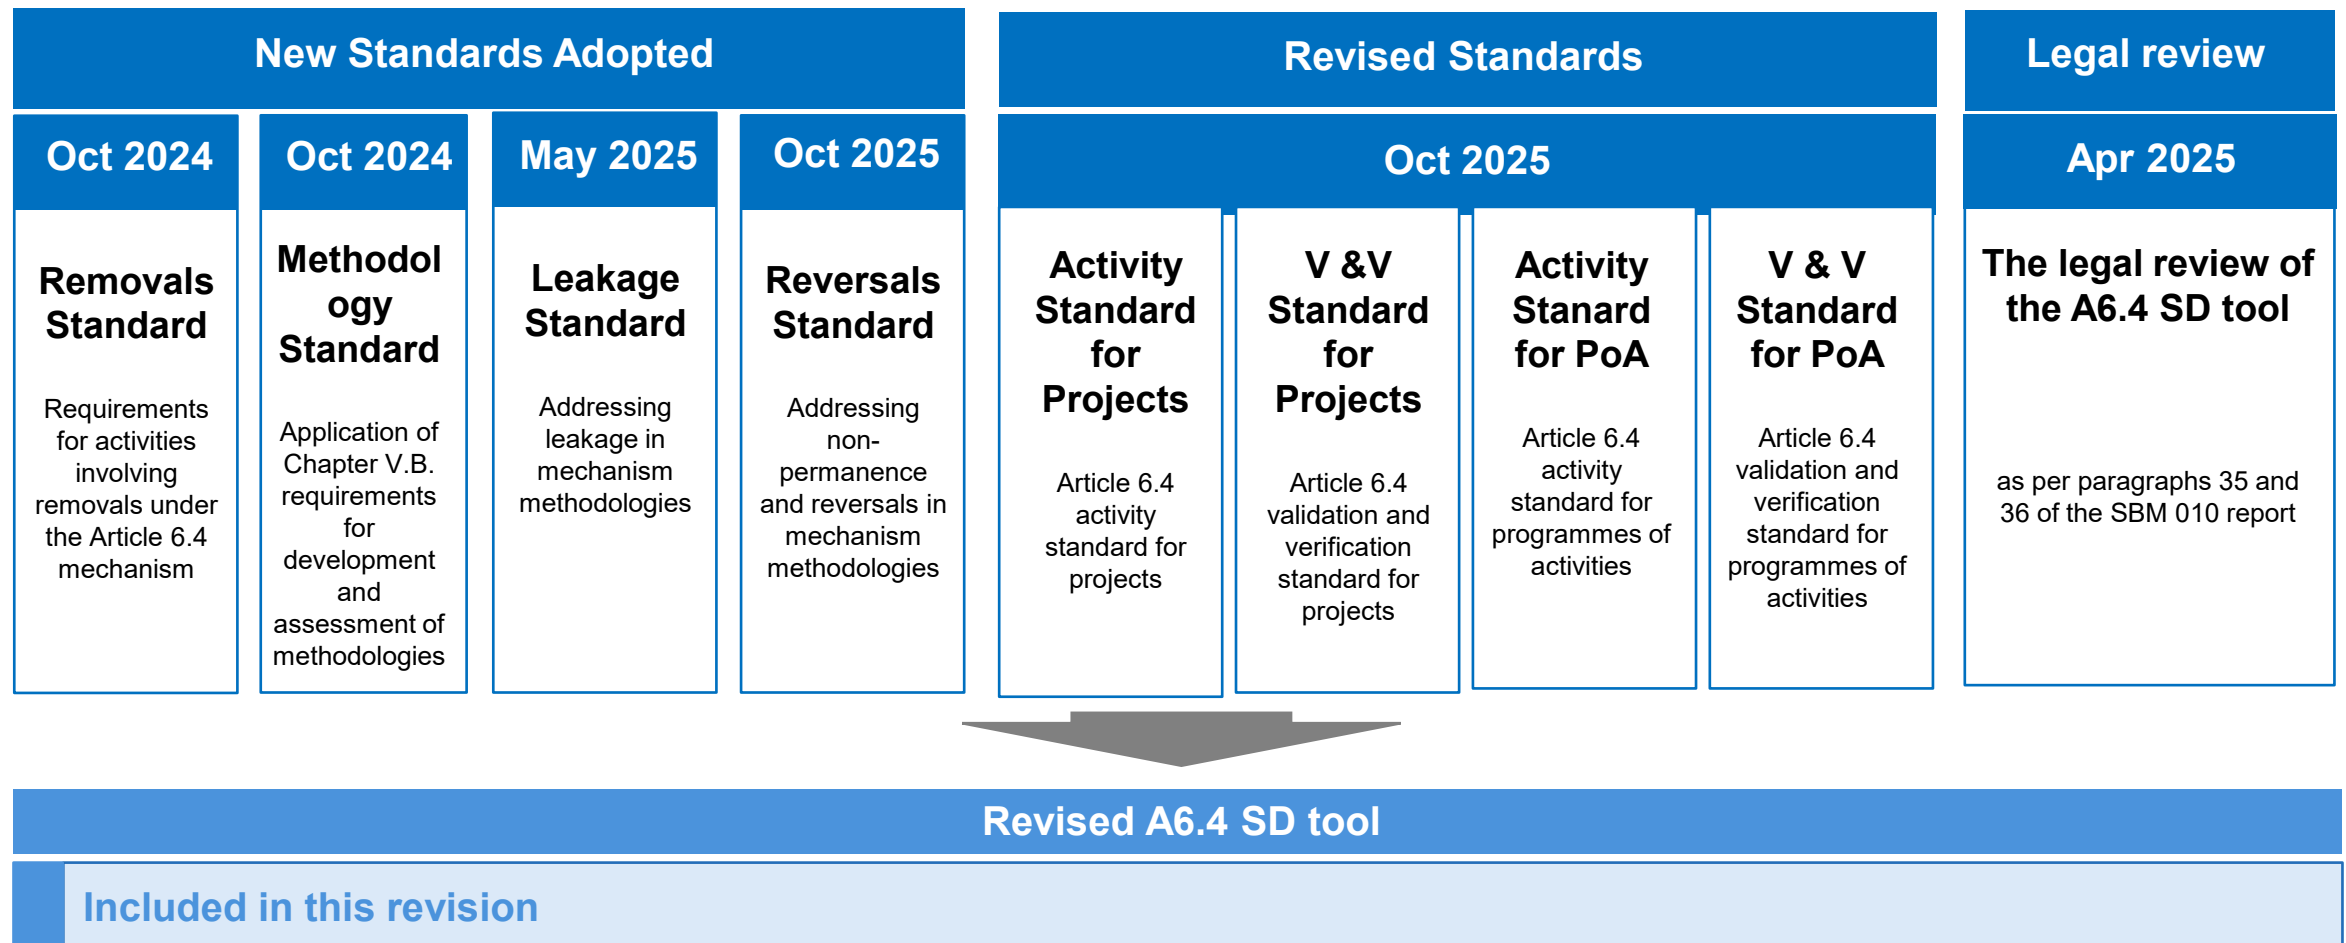 New Standards Adopted
Oct 2024
Removals
Standard
Requirements
for activities
involving
removals under
the Article 6.4
mechanism
Oct 2024
Methodol
ogy
Standard
Application of
Chapter V.B.
requirements
for
development
and
assessment of
methodologies
May 2025
Leakage
Standard
Addressing
leakage in
mechanism
methodologies
Oct 2025
Reversals
Standard
Addressing
non-
permanence
and reversals in
mechanism
methodologies
Revised Standards
Oct 2025
Activity
Standard
for
Projects
Article 6.4
activity
standard for
projects
V &V
Standard
for
Projects
Article 6.4
validation and
verification
standard for
projects
Activity
Stanard
for PoA
Article 6.4
activity
standard for
programmes of
activities
V & V
Standard
for PoA
Article 6.4
validation and
verification
standard for
programmes of
activities
Legal review
Apr 2025
The legal review of
the A6.4 SD tool
as per paragraphs 35 and
36 of the SBM 010 report
Revised A6.4 SD tool
Included in this revision